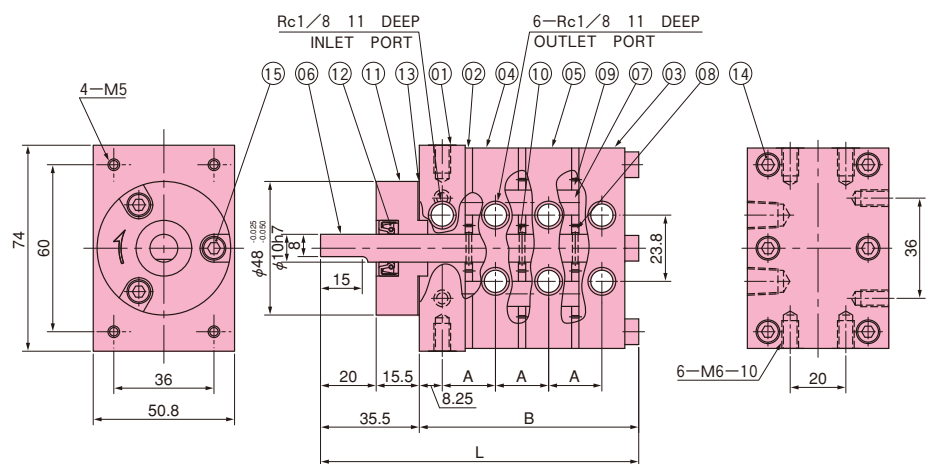 Rc1／8 11 DEEP
INLET PORT
6－Rc1／8 11 DEEP
OUTLET PORT
15 06 12 11 13 01 02 04 10 05 09 07 03 08 14
4－M5
74
60
36
50.8
φ48 -0.025 -0.050
φ10h7
8
15
20
15.5
8.25
A
A
A
35.5
B
L
23.8
36
6－M6－10
20